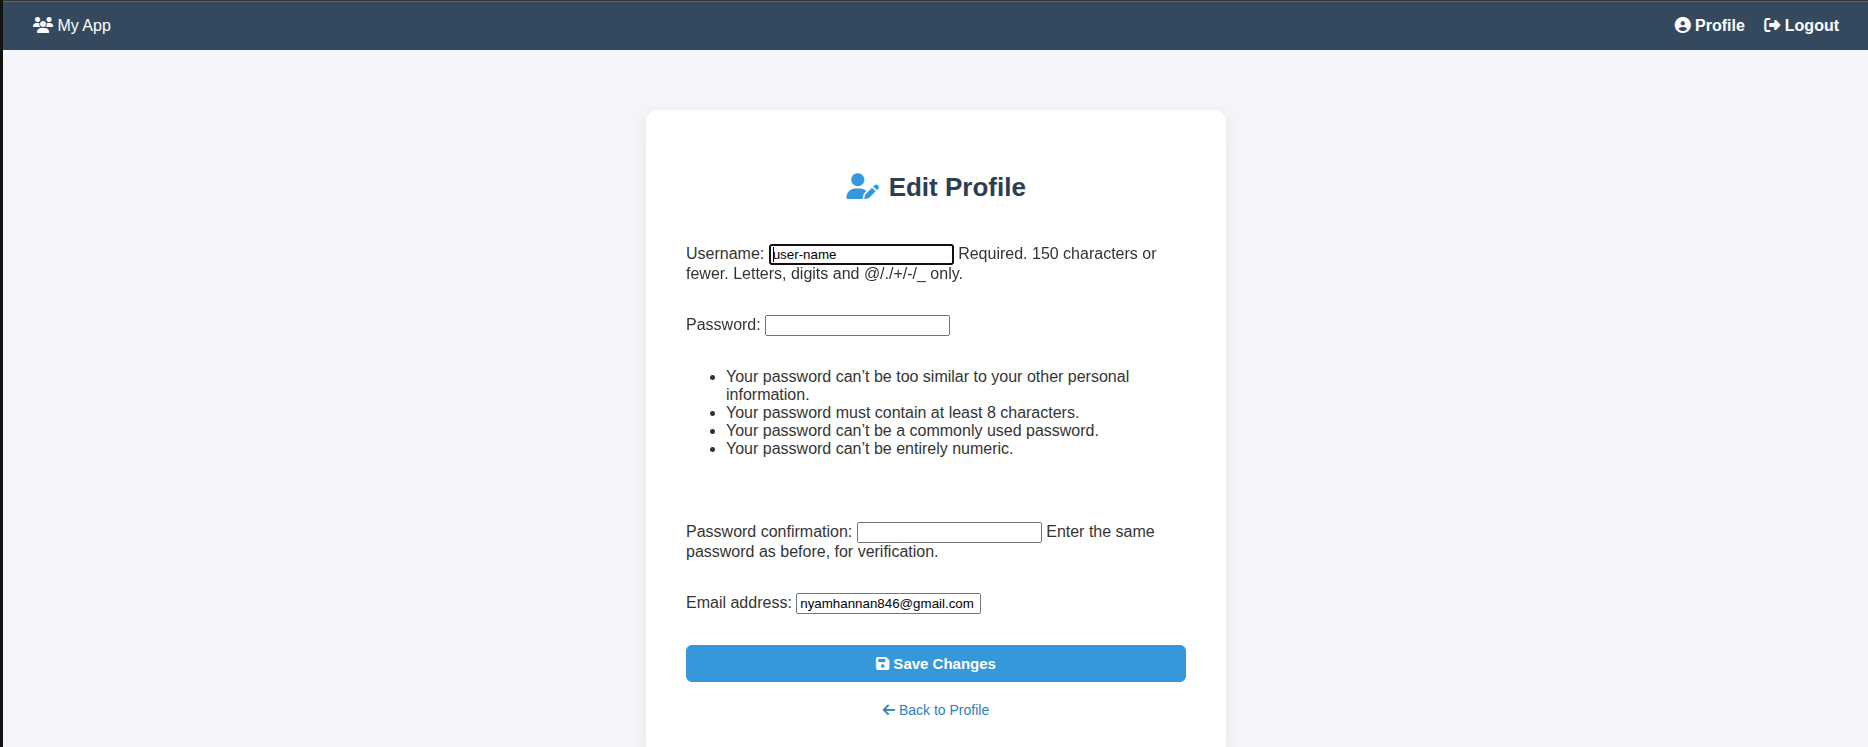 My App
Profile
Logout
Edit Profile
Username: user-name Required. 150 characters or
fewer. Letters, digits and @/./+/-/_ only.
Password:
• Your password can’t be too similar to your other personal
information.
• Your password must contain at least 8 characters.
• Your password can’t be a commonly used password.
• Your password can’t be entirely numeric.
Password confirmation: Enter the same
password as before, for verification.
Email address: nyamhannan846@gmail.com
Save Changes
Back to Profile